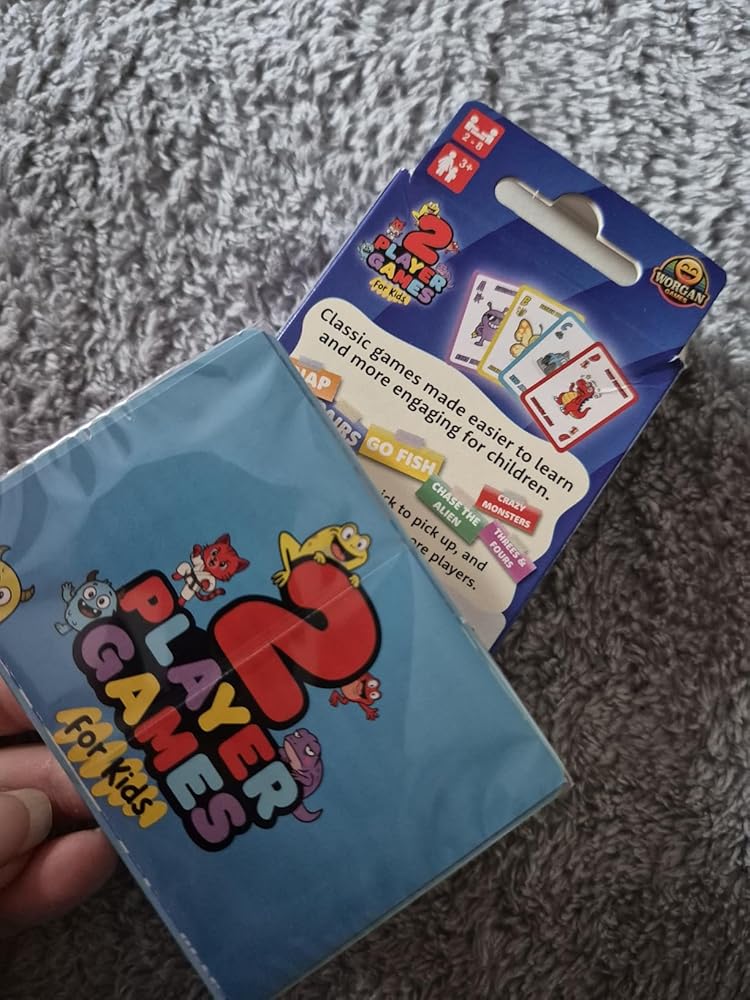 2 - 8
3+
2
PLAYER
GAMES
For Kids
WORGAN
GAMES
A
B
C
D
Classic games made easier to learn
and more engaging for children.
GO FISH
CHASE THE
ALIEN
CRAZY
MONSTERS
THREES &
FOURS
to pick up, and
players.
2
PLAYER
GAMES
For Kids